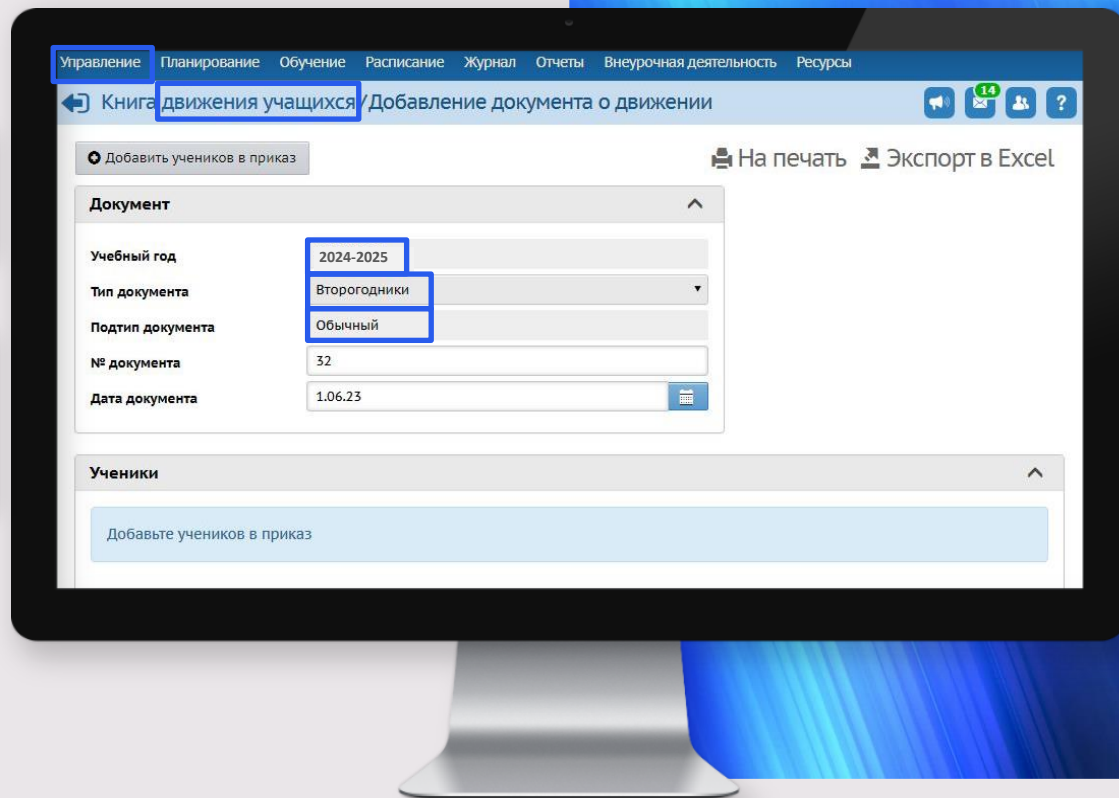 Управление Планирование Обучение Расписание Журнал Отчеты Внеурочная деятельность Ресурсы
Книга движения учащихся/Добавление документа о движении
14
?
Добавить учеников в приказ
На печать Экспорт в Excel
Документ
Учебный год 2024-2025
Тип документа Второгодники
Подтип документа Обычный
№ документа 32
Дата документа 1.06.23
Ученики
Добавьте учеников в приказ